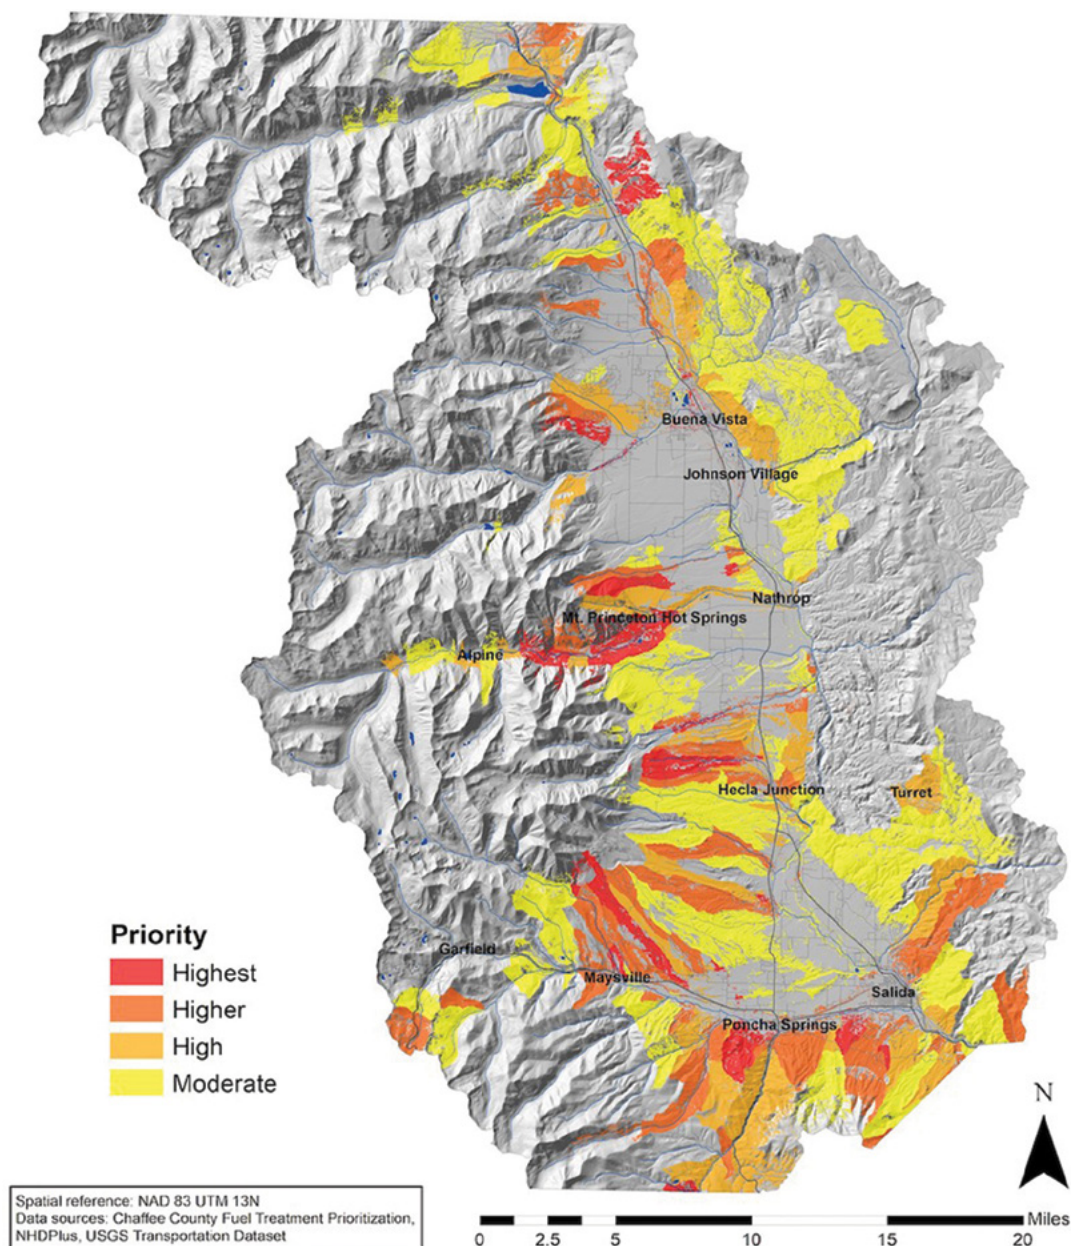 Buena Vista
Johnson Village
Nathrop
Mt. Princeton Hot Springs
Alpine
Hecla Junction
Turret
Garfield
Maysville
Salida
Poncha Springs
Priority
Highest
Higher
High
Moderate
N
Spatial reference: NAD 83 UTM 13N
Data sources: Chaffee County Fuel Treatment Prioritization,
NHDPlus, USGS Transportation Dataset
Miles
0 2.5 5 10 15 20